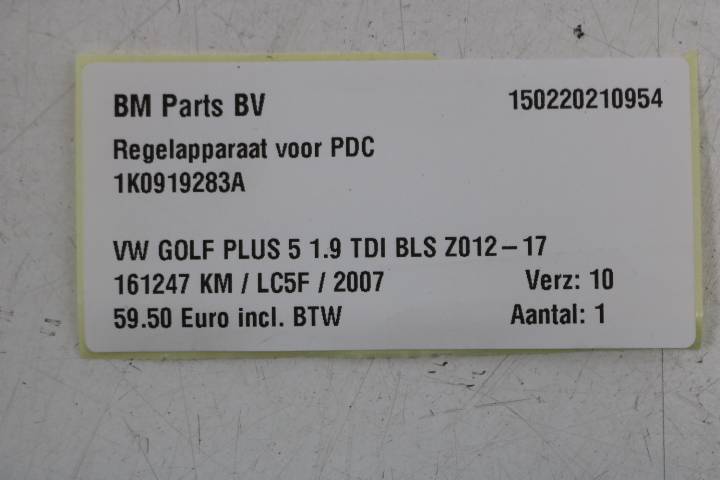 BM Parts BV 150220210954
Regelapparaat voor PDC
1K0919283A
VW GOLF PLUS 5 1.9 TDI BLS Z012-17
161247 KM / LC5F / 2007 Verz: 10
59.50 Euro incl. BTW Aantal: 1